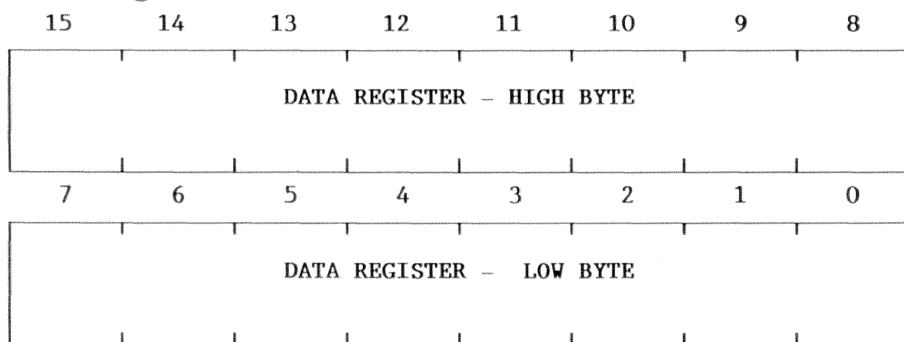 15 14 13 12 11 10 9 8
DATA REGISTER – HIGH BYTE
7 6 5 4 3 2 1 0
DATA REGISTER – LOW BYTE